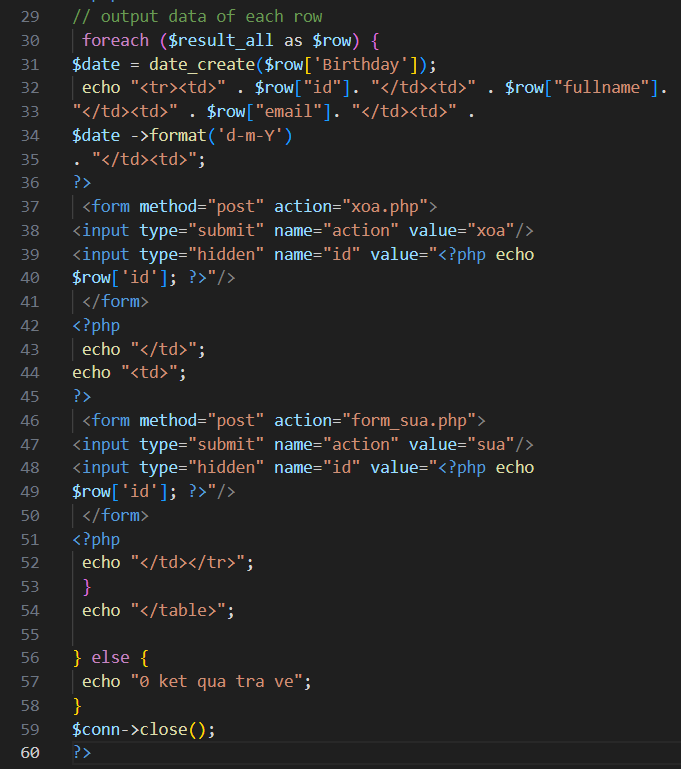 29 // output data of each row
30 foreach ($result_all as $row) {
31 $date = date_create($row['Birthday']);
32 echo "<tr><td>" . $row["id"]. "</td><td>" . $row["fullname"].
33 "</td><td>" . $row["email"]. "</td><td>" .
34 $date ->format('d-m-Y')
35 . "</td><td>";
36 ?>
37 <form method="post" action="xoa.php">
38 <input type="submit" name="action" value="xoa"/>
39 <input type="hidden" name="id" value="<?php echo
40 $row['id']; ?>"/>
41 </form>
42 <?php
43 echo "</td>";
44 echo "<td>";
45 ?>
46 <form method="post" action="form_sua.php">
47 <input type="submit" name="action" value="sua"/>
48 <input type="hidden" name="id" value="<?php echo
49 $row['id']; ?>"/>
50 </form>
51 <?php
52 echo "</td></tr>";
53 }
54 echo "</table>";
55
56 } else {
57 echo "0 ket qua tra ve";
58 }
59 $conn->close();
60 ?>